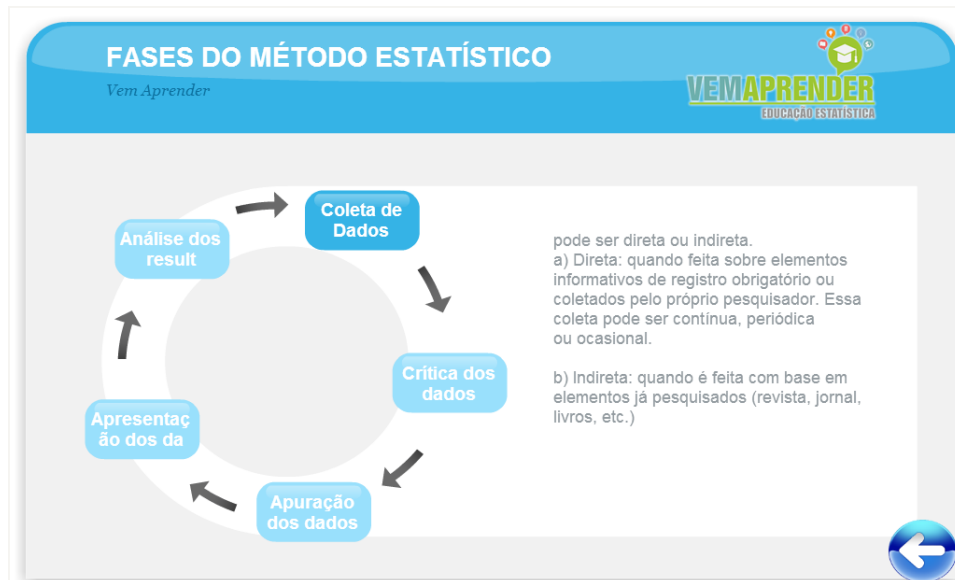 FASES DO MÉTODO ESTATÍSTICO
Vem Aprender
VEMAPRENDER
EDUCAÇÃO ESTATÍSTICA
Coleta de
Dados
Análise dos
result
Crítica dos
dados
Apresentaç
ão dos da
Apuração
dos dados
pode ser direta ou indireta.
a) Direta: quando feita sobre elementos
informativos de registro obrigatório ou
coletados pelo próprio pesquisador. Essa
coleta pode ser contínua, periódica
ou ocasional.
b) Indireta: quando é feita com base em
elementos já pesquisados (revista, jornal,
livros, etc.)